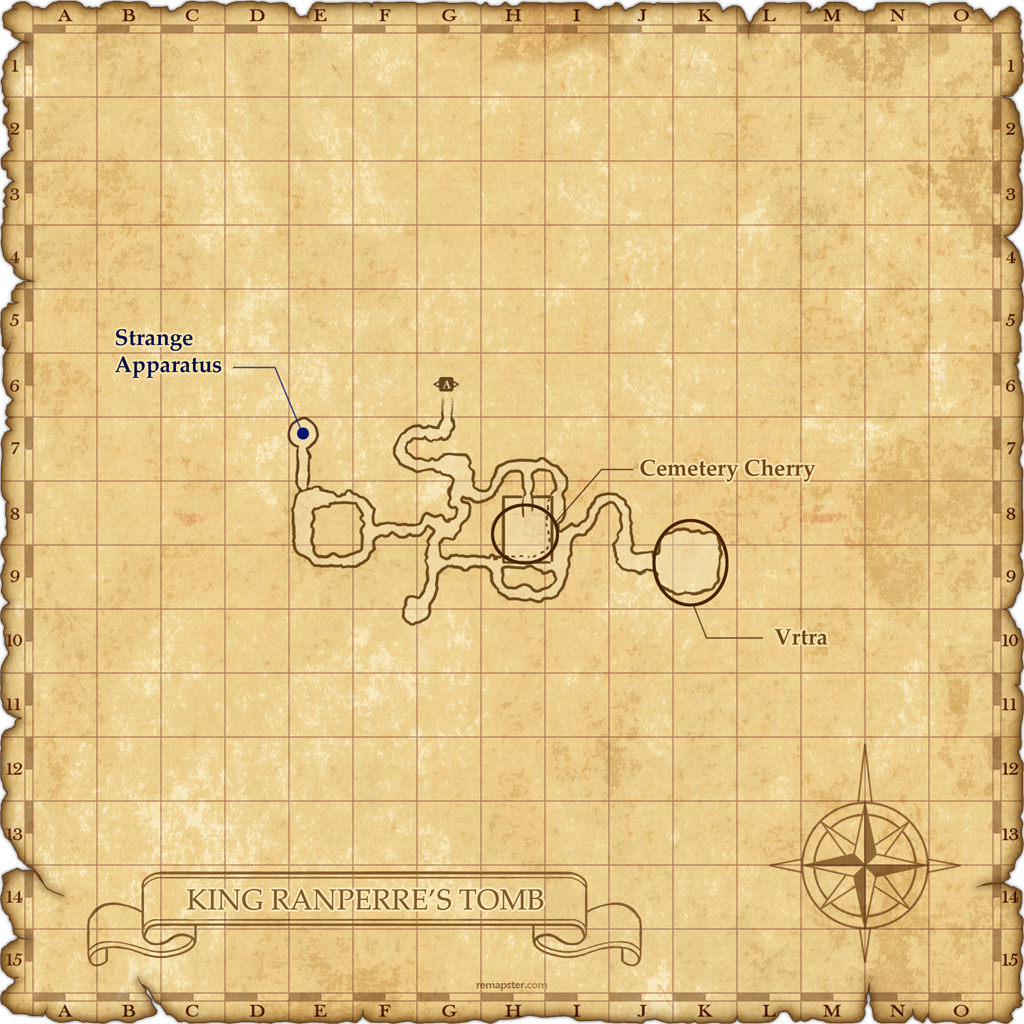 A B C D E F G H I J K L M N O
1 1
2 2
3 3
4 4
5 5
Strange
Apparatus
6 A 6
7 7
Cemetery Cherry
8 8
9 9
Vrtra
10 10
11 11
12 12
13 13
KING RANPERRE'S TOMB
14 14
15 15
remapster.com
A B C D E F G H I J K L M N O